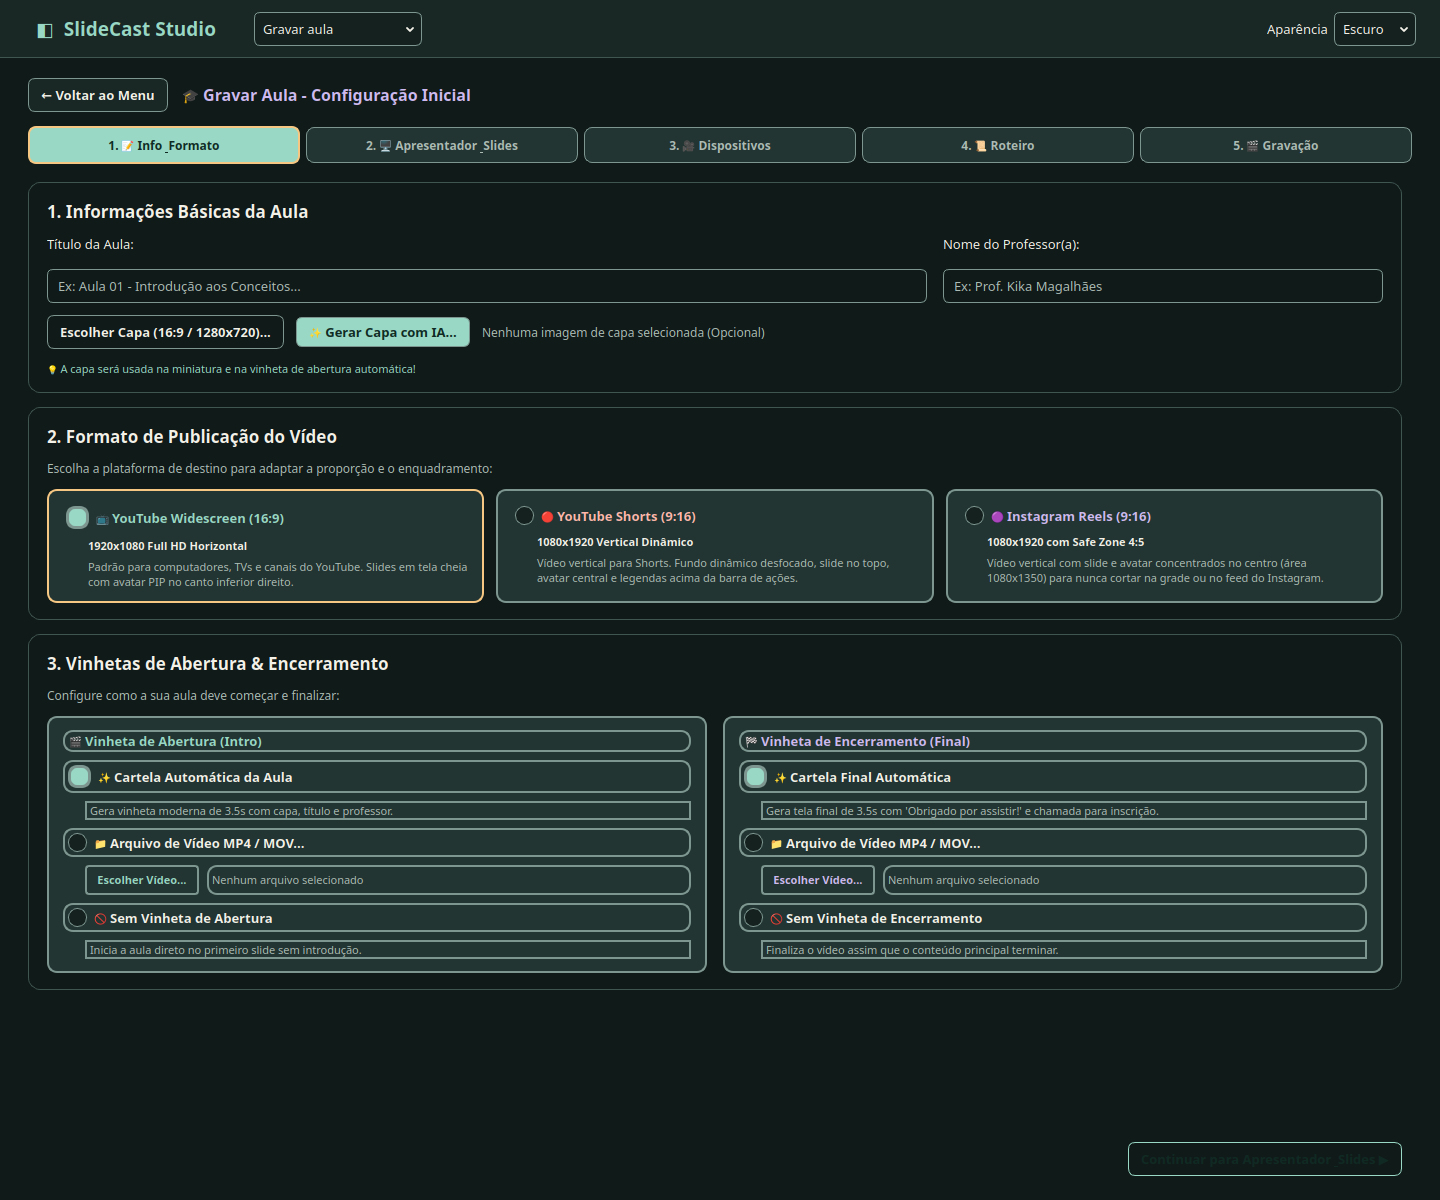 SlideCast Studio
Gravar aula
Aparência
Escuro
← Voltar ao Menu
Gravar Aula - Configuração Inicial
1. Info_Formato
2. Apresentador_Slides
3. Dispositivos
4. Roteiro
5. Gravação
1. Informações Básicas da Aula
Título da Aula:
Nome do Professor(a):
Ex: Aula 01 - Introdução aos Conceitos...
Ex: Prof. Kika Magalhães
Escolher Capa (16:9 / 1280x720)...
Gerar Capa com IA...
Nenhuma imagem de capa selecionada (Opcional)
A capa será usada na miniatura e na vinheta de abertura automática!
2. Formato de Publicação do Vídeo
Escolha a plataforma de destino para adaptar a proporção e o enquadramento:
YouTube Widescreen (16:9)
1920x1080 Full HD Horizontal
Padrão para computadores, TVs e canais do YouTube. Slides em tela cheia
com avatar PIP no canto inferior direito.
YouTube Shorts (9:16)
1080x1920 Vertical Dinâmico
Vídeo vertical para Shorts. Fundo dinâmico desfocado, slide no topo,
avatar central e legendas acima da barra de ações.
Instagram Reels (9:16)
1080x1920 com Safe Zone 4:5
Vídeo vertical com slide e avatar concentrados no centro (área
1080x1350) para nunca cortar na grade ou no feed do Instagram.
3. Vinhetas de Abertura & Encerramento
Configure como a sua aula deve começar e finalizar:
Vinheta de Abertura (Intro)
Cartela Automática da Aula
Gera vinheta moderna de 3.5s com capa, título e professor.
Arquivo de Vídeo MP4 / MOV...
Escolher Vídeo...
Nenhum arquivo selecionado
Sem Vinheta de Abertura
Inicia a aula direto no primeiro slide sem introdução.
Vinheta de Encerramento (Final)
Cartela Final Automática
Gera tela final de 3.5s com 'Obrigado por assistir!' e chamada para inscrição.
Arquivo de Vídeo MP4 / MOV...
Escolher Vídeo...
Nenhum arquivo selecionado
Sem Vinheta de Encerramento
Finaliza o vídeo assim que o conteúdo principal terminar.
Continuar para Apresentador_Slides ▶